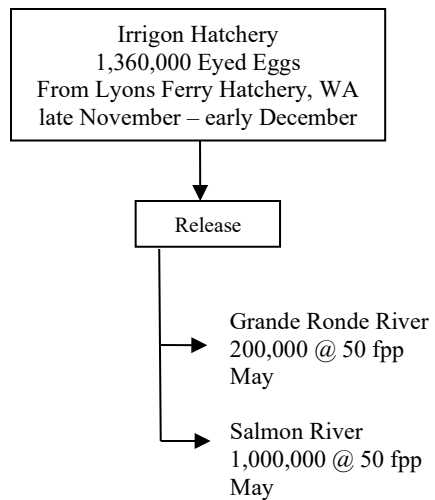 Irrigon Hatchery
1,360,000 Eyed Eggs
From Lyons Ferry Hatchery, WA
late November – early December
Release
Grande Ronde River
200,000 @ 50 fpp
May
Salmon River
1,000,000 @ 50 fpp
May